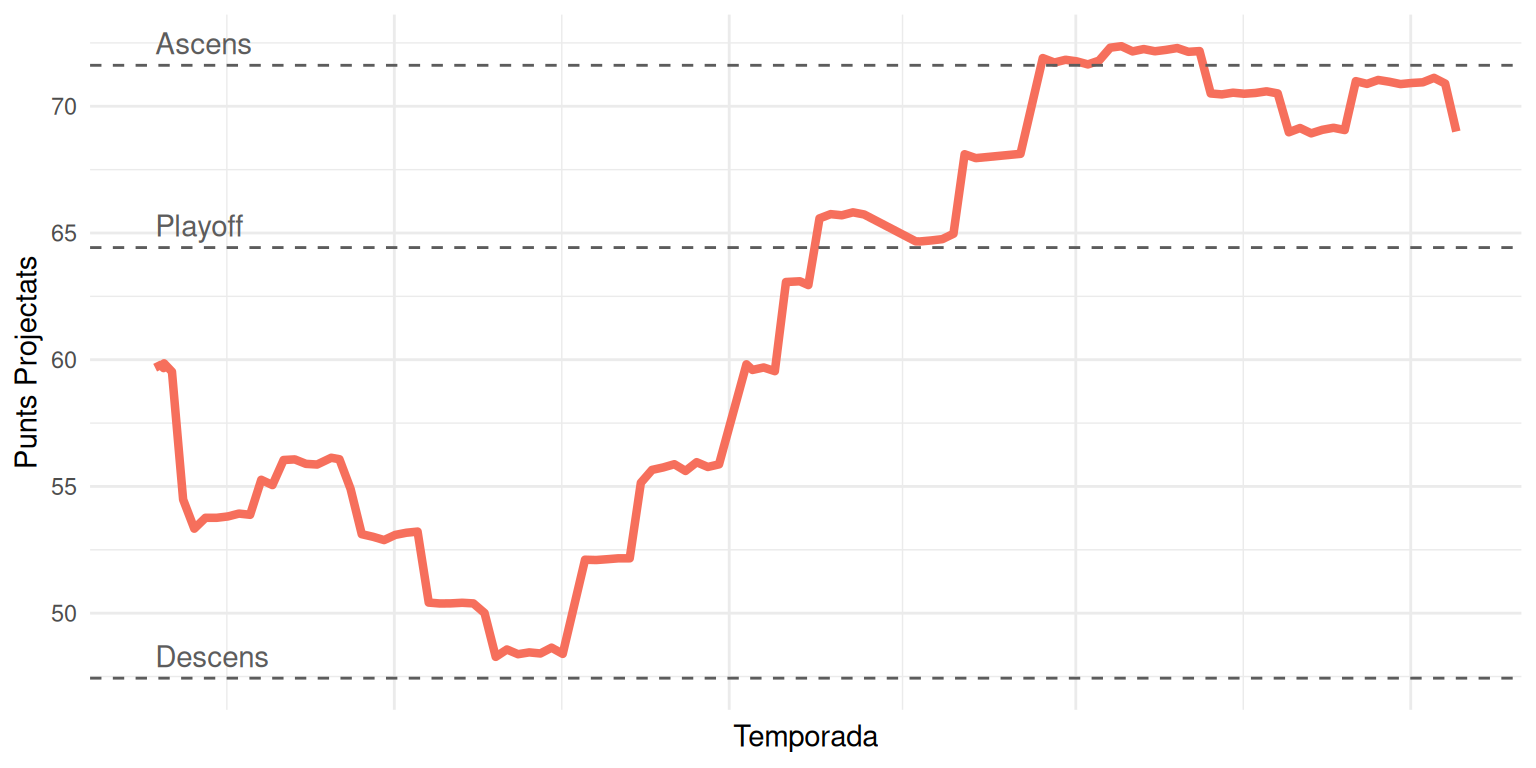 Ascens
70
Playoff
65
Punts Projectats
60
55
50
Descens
Temporada